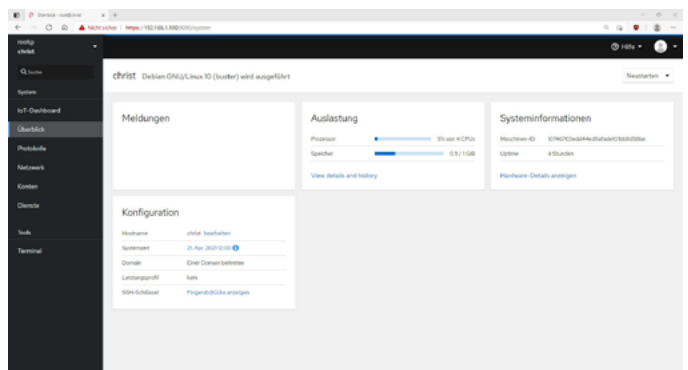 Überblick - root@christ
Nicht sicher | https://192.168.1.100:9090/system
root@
christ
Hilfe
Suche
christ Debian GNU/Linux 10 (buster) wird ausgeführt
Neustarten
System
IoT-Dashboard
Überblick
Protokolle
Netzwerk
Konten
Dienste
Tools
Terminal
Meldungen
Auslastung
Prozessor 5% von 4 CPUs
Speicher 0.3 / 1 GiB
View details and history
Systeminformationen
Maschinen-ID
Uptime 4 Stunden
Hardware-Details anzeigen
Konfiguration
Hostname christ bearbeiten
Systemzeit 21. Apr. 2021 12:00
Domain Einer Domain beitreten
Leistungsprofil kein
SSH-Schlüssel Fingerabdrücke anzeigen